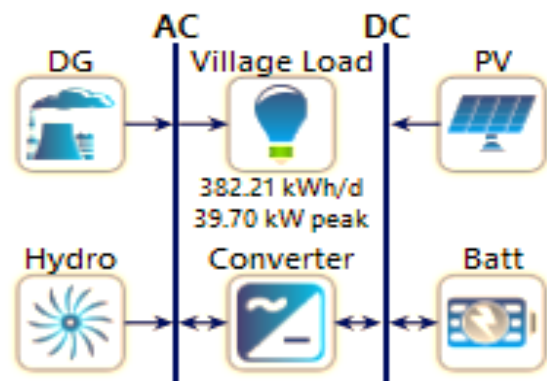 AC DC
DG Village Load PV
382.21 kWh/d
39.70 kW peak
Hydro Converter Batt